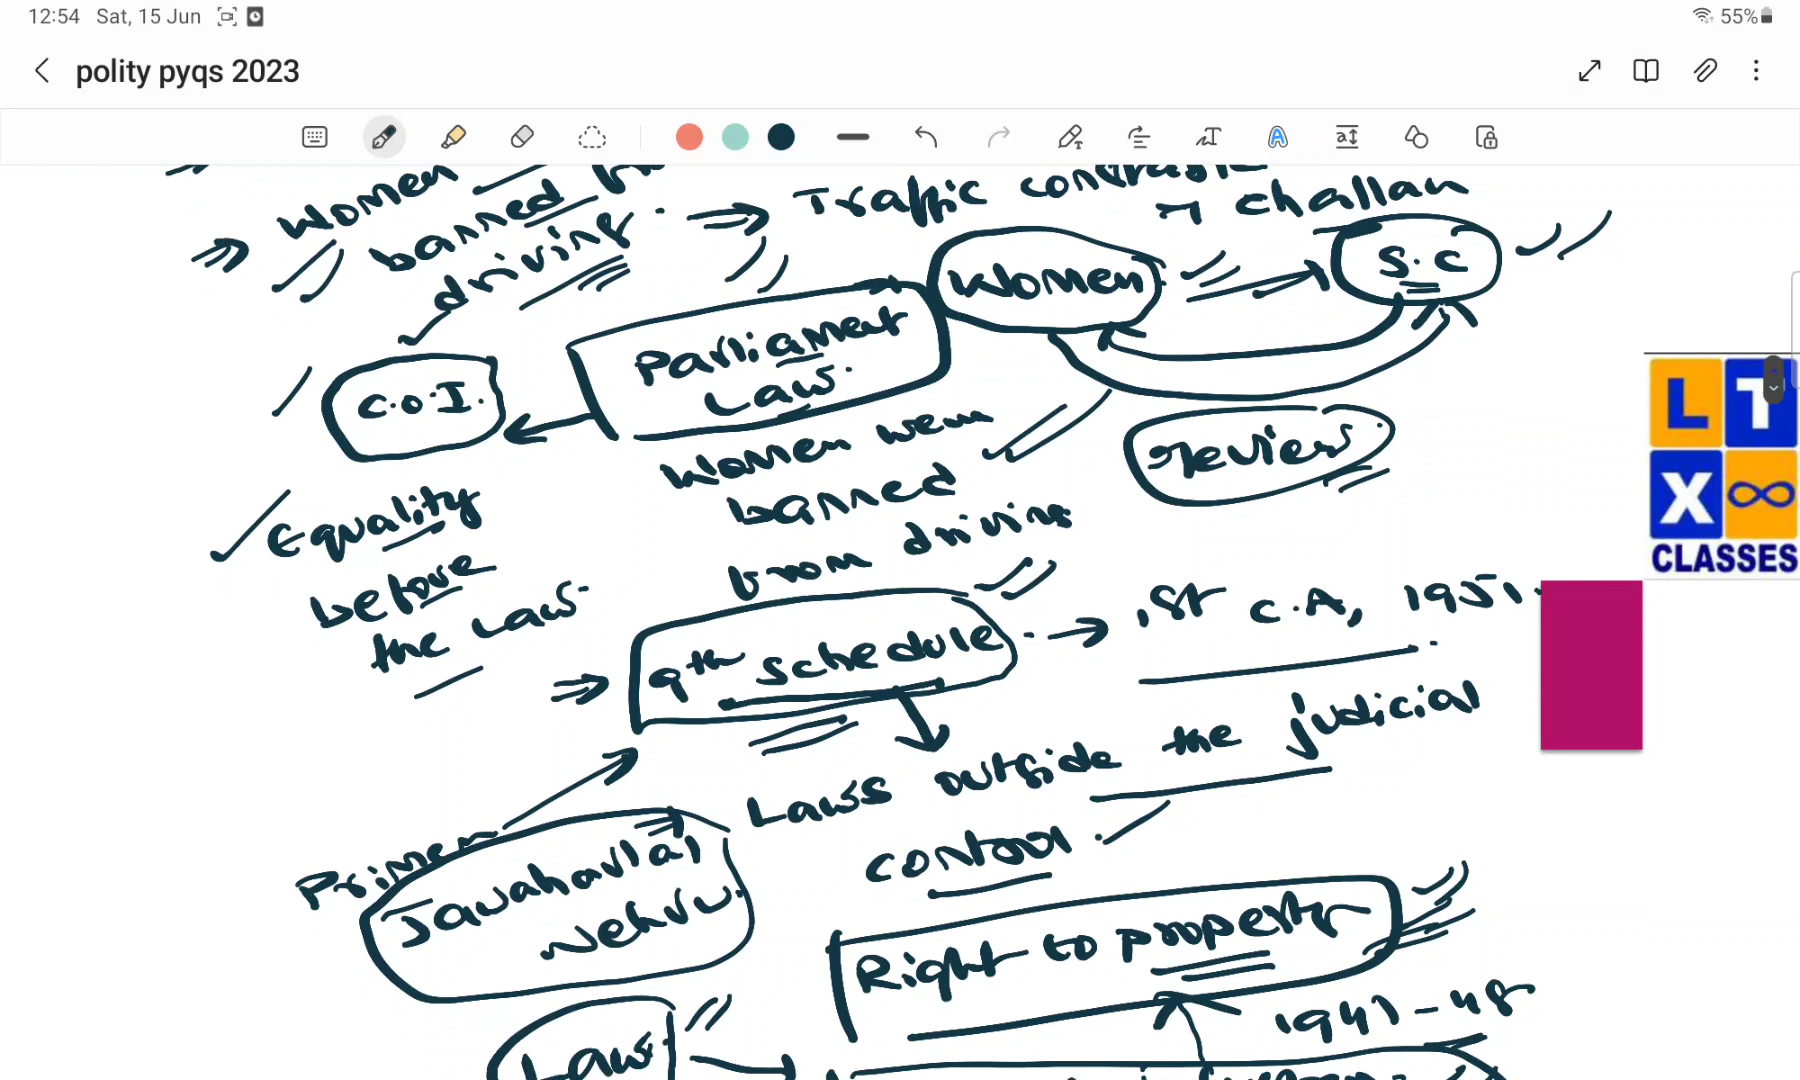 12:54 Sat, 15 Jun
55%
polity pyqs 2023
Women
banned
driving.
Traffic
challan
Women
S.C
Parliament
Law.
C.O.I.
review.
Women were
banned
from driving
Equality
before
the Law.
9th schedule
1st C.A, 1951.
Laws outside the judicial
control
Prime
Jawaharlal
Nehru.
Right to property
1947-48
Law
L T
X ∞
CLASSES